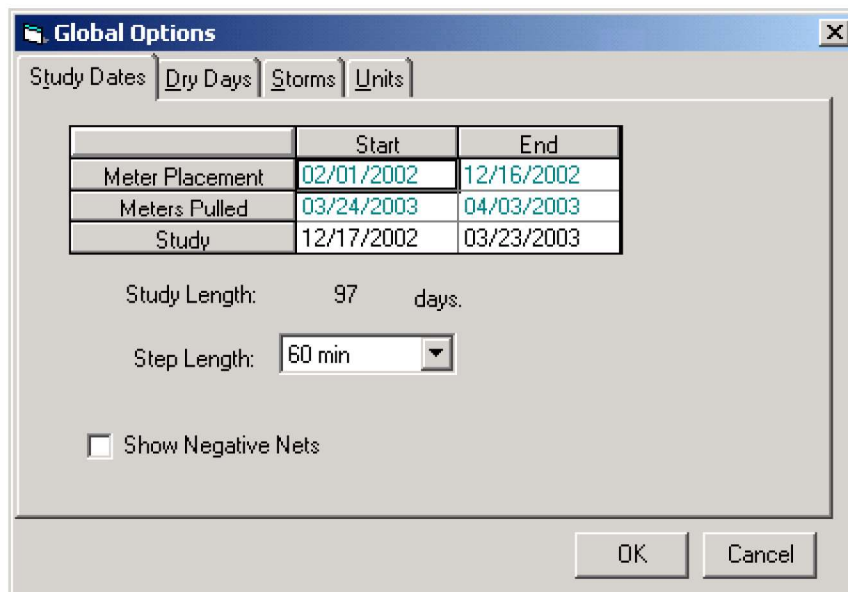 Global Options
Study Dates Dry Days Storms Units
Start End
Meter Placement 02/01/2002 12/16/2002
Meters Pulled 03/24/2003 04/03/2003
Study 12/17/2002 03/23/2003
Study Length: 97 days.
Step Length: 60 min
Show Negative Nets
OK Cancel